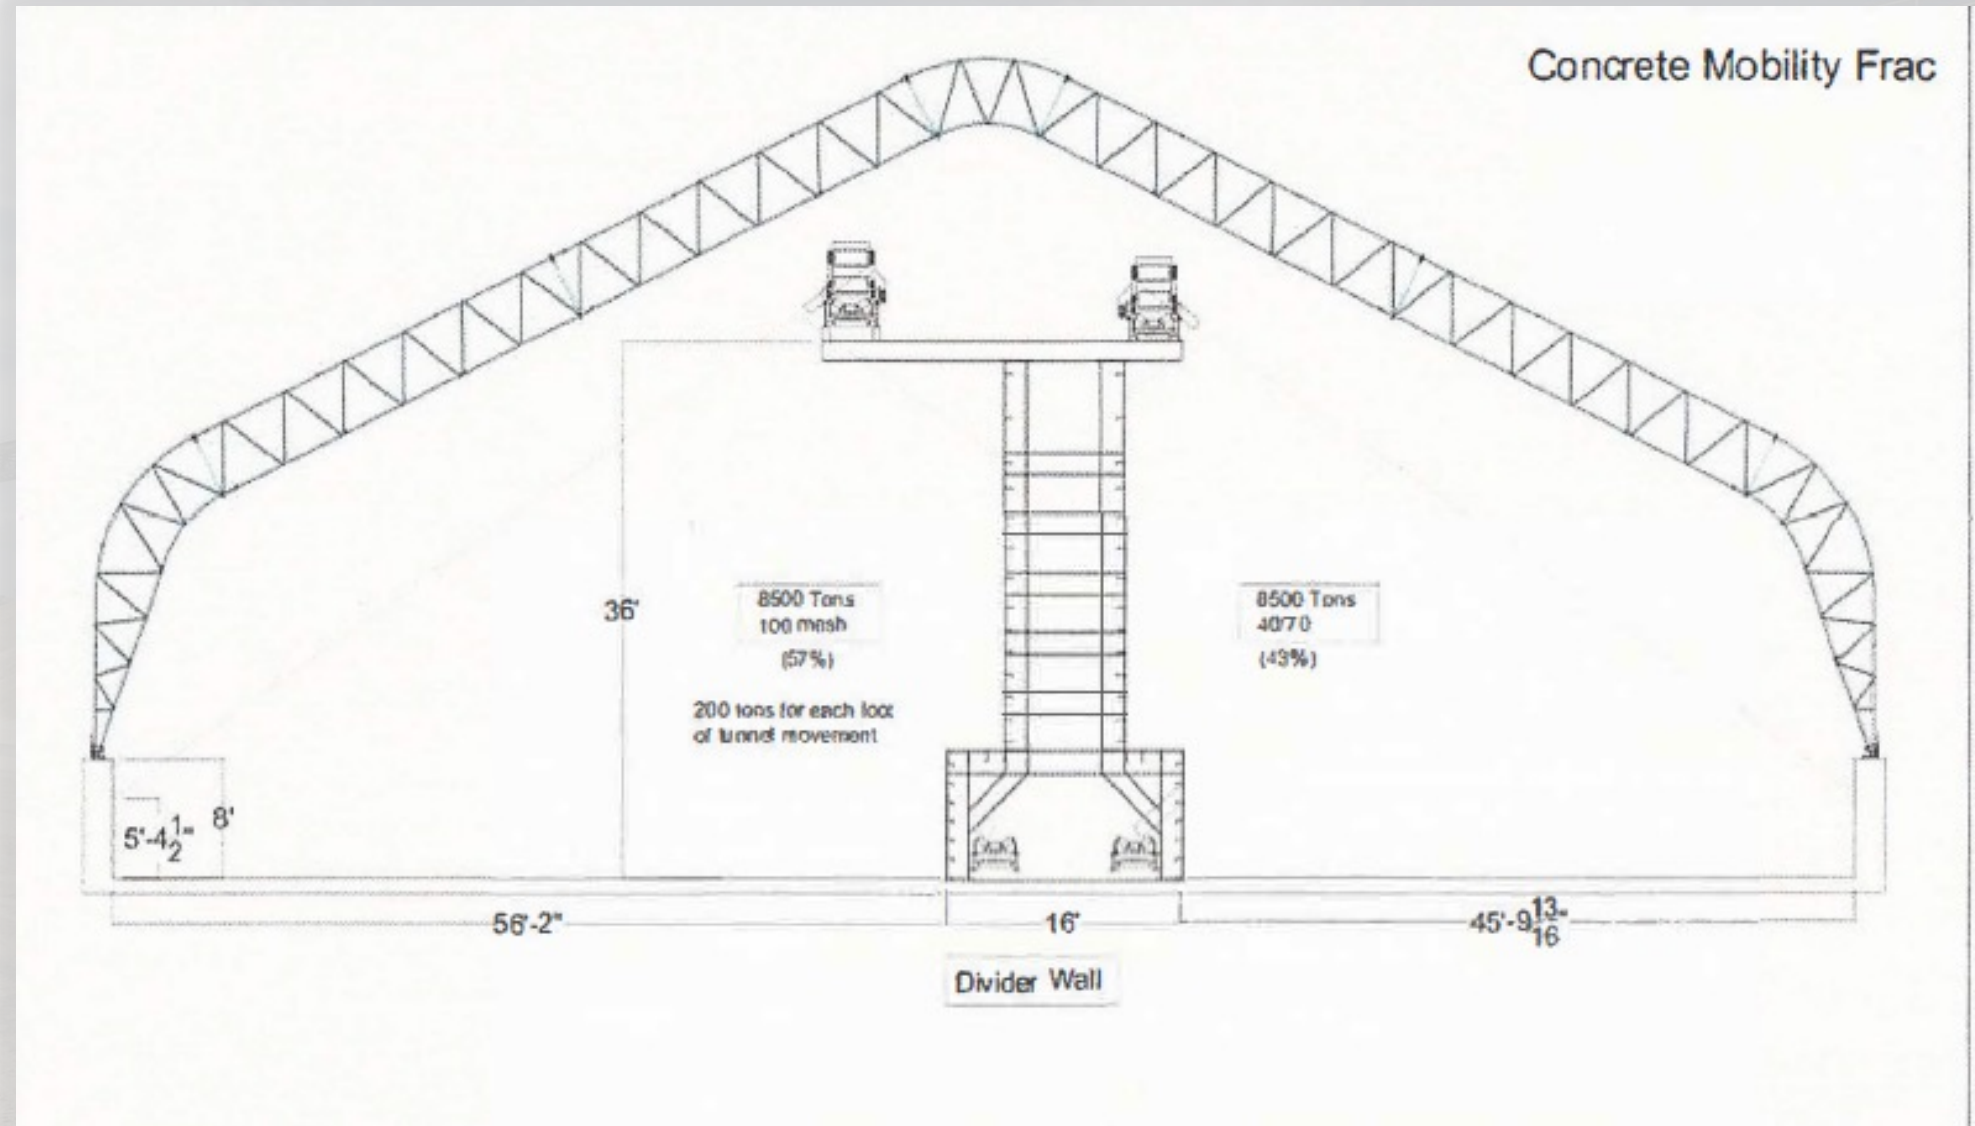 Concrete Mobility Frac
36'
8500 Tons
100 mesh
(57%)
200 tons for each foot
of tunnel movement
8500 Tons
40/70
(43%)
5'-4 1/2"
8'
56'-2"
16'
45'-9 13/16"
Divider Wall